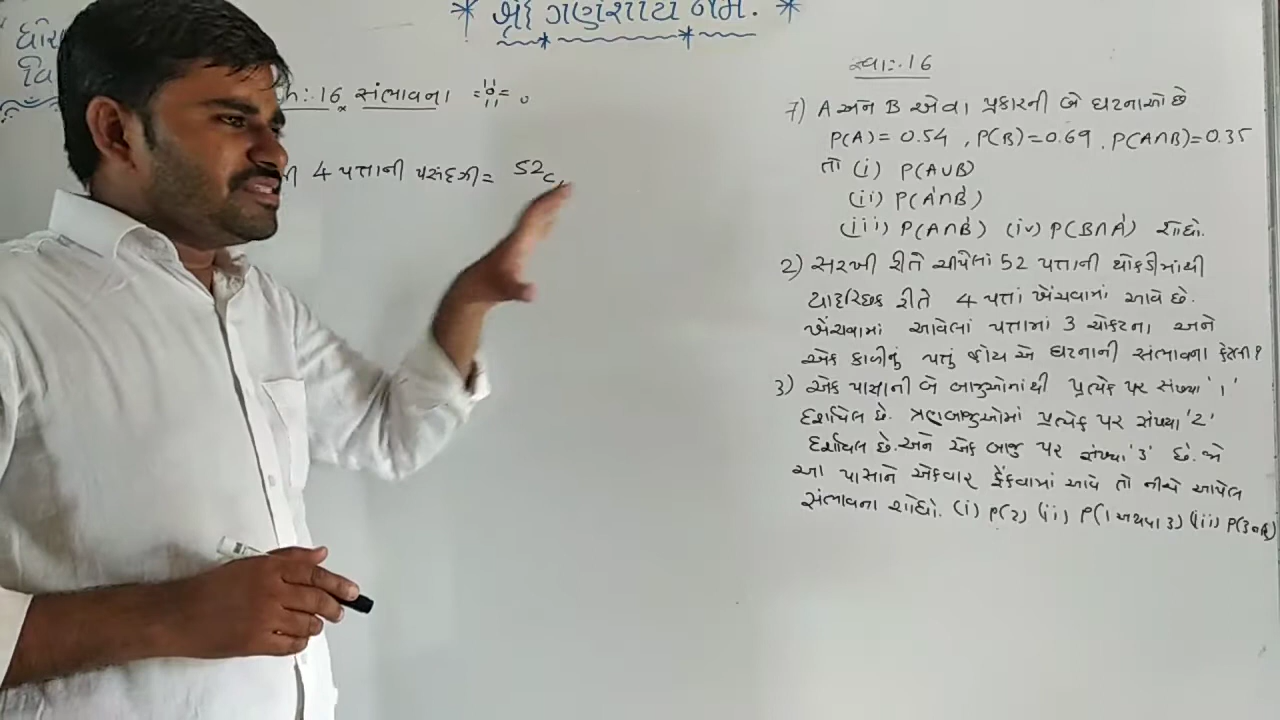 * શ્રી ગણેશાય નમઃ. *
ધીર
વિ
Ch:16 સંભાવના
4 પત્તાની પસંદગી = 52c
સ્વા:16
7) A અને B એવા પ્રકારની બે ઘટનાઓ છે
P(A) = 0.54 , P(B) = 0.69 , P(A∩B) = 0.35
તો (i) P(A∪B)
(ii) P(A'∩B')
(iii) P(A∩B') (iv) P(B∩A') શોધો.
2) સરખી રીતે ચીપેલાં 52 પત્તાની થોકડીમાંથી
યાદચ્છિક રીતે 4 પત્તાં ખેંચવામાં આવે છે.
ખેંચવામાં આવેલાં પત્તામાં 3 ચોકટના અને
એક કાળીનું પત્તું હોય એ ઘટનાની સંભાવના કેટલી?
3) એક પાસાની બે બાજુઓમાંથી પ્રત્યેક પર સંખ્યા '1'
દર્શાવેલ છે. ત્રણબાજુઓમાં પ્રત્યેક પર સંખ્યા '2'
દર્શાવેલ છે. અને એક બાજુ પર સંખ્યા '3' છે. જો
આ પાસાને એકવાર ફેંકવામાં આવે તો નીચે આપેલ
સંભાવના શોધો. (i) P(2) (ii) P(1 અથવા 3) (iii) P(3 નહિ)